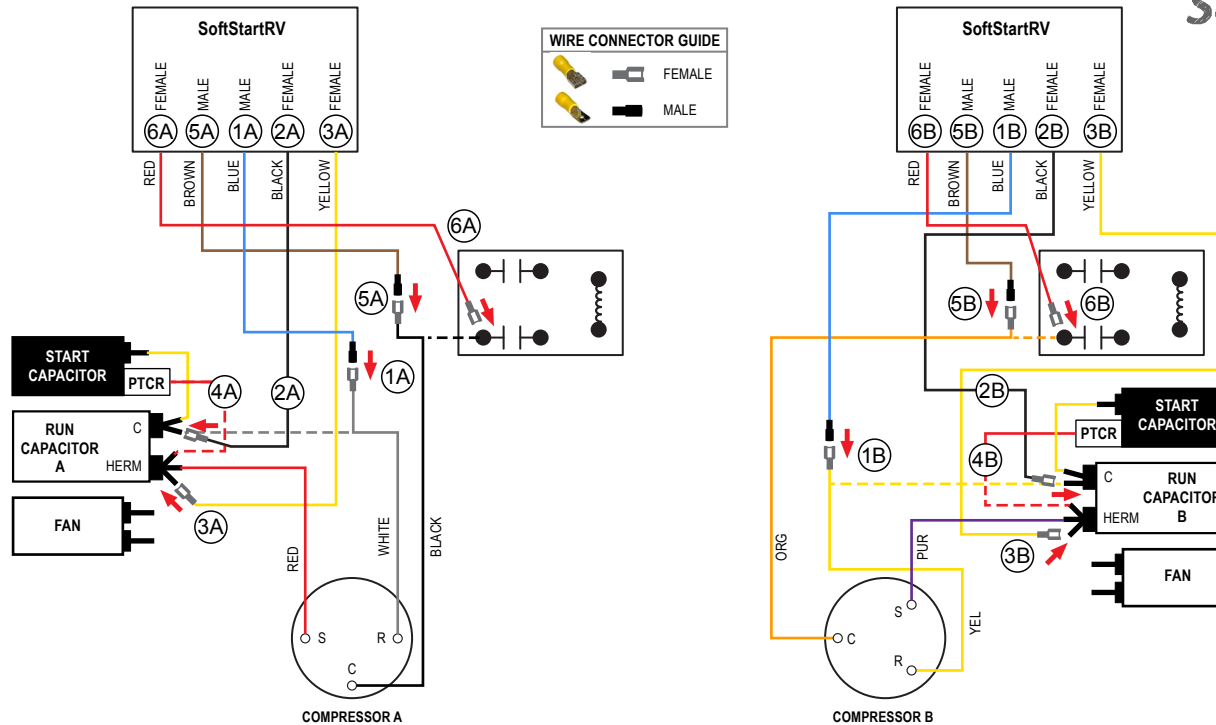 SoftStartRV
FEMALE
MALE
MALE
FEMALE
FEMALE
6A
5A
1A
2A
3A
RED
BROWN
BLUE
BLACK
YELLOW
6A
5A
1A
2A
4A
START
CAPACITOR
PTCR
RUN
CAPACITOR
A
C
HERM
FAN
3A
RED
WHITE
BLACK
S
R
C
COMPRESSOR A
WIRE CONNECTOR GUIDE
FEMALE
MALE
SoftStartRV
FEMALE
MALE
MALE
FEMALE
FEMALE
6B
5B
1B
2B
3B
RED
BROWN
BLUE
BLACK
YELLOW
5B
6B
2B
1B
4B
START
CAPACITOR
PTCR
C
HERM
RUN
CAPACITOR
B
3B
FAN
ORG
PUR
YEL
S
C
R
COMPRESSOR B